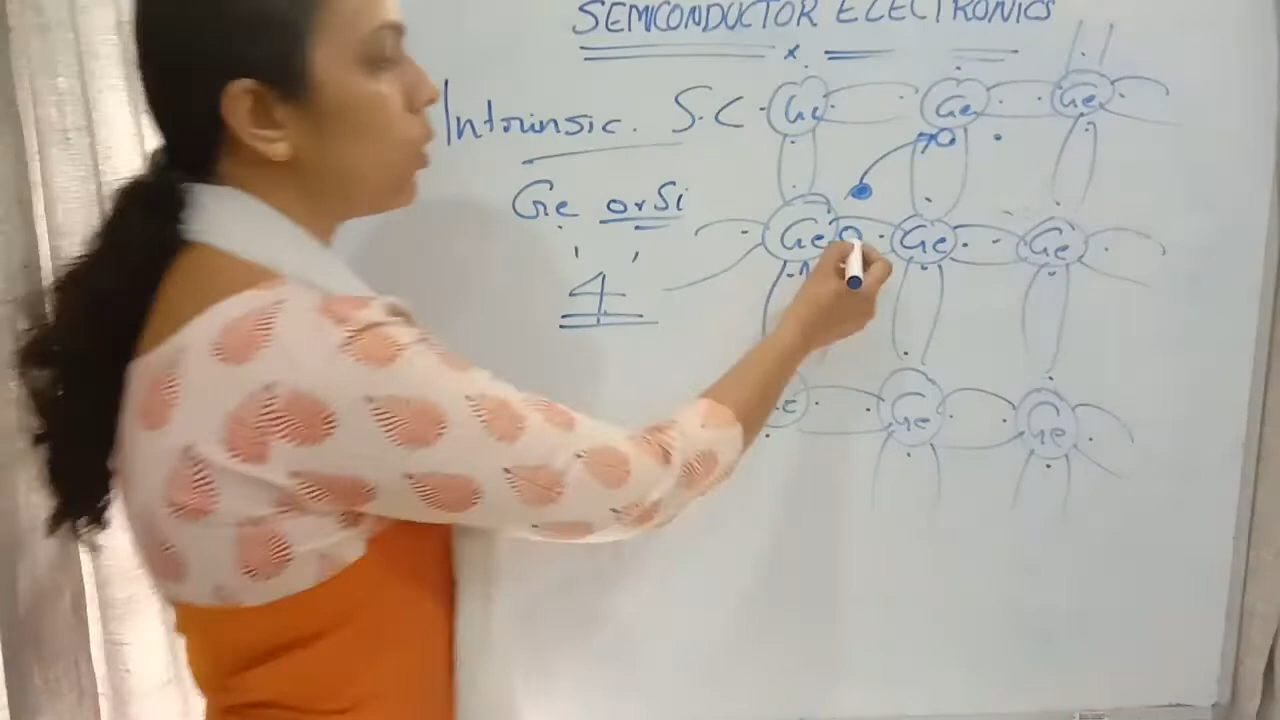 SEMICONDUCTOR ELECTRONICS
Intrinsic. S.C
Ge or Si
4
Ge Ge Ge
Ge Ge Ge
Ge Ge